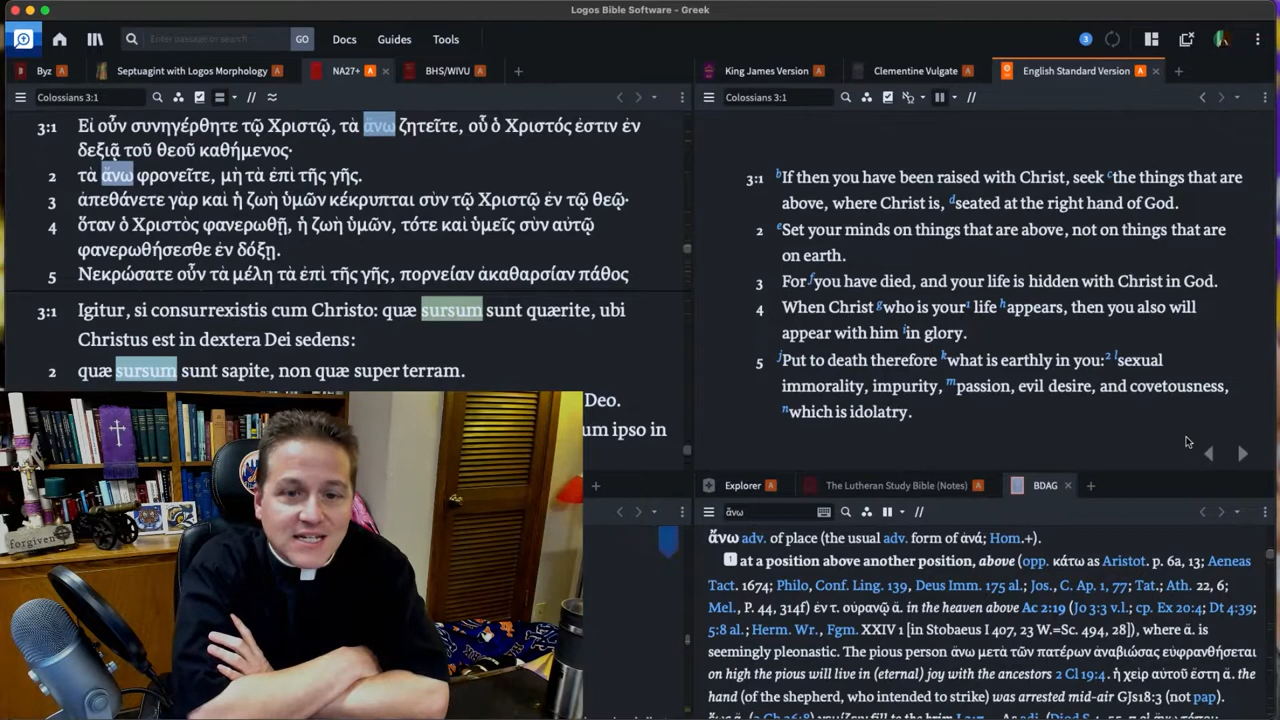 Logos Bible Software - Greek
Enter passage or search
GO
Docs
Guides
Tools
3
Byz A
Septuagint with Logos Morphology A
NA27+ A
BHS/WIVU A
King James Version A
Clementine Vulgate A
English Standard Version A
Colossians 3:1
Colossians 3:1
3:1 Εἰ οὖν συνηγέρθητε τῷ Χριστῷ, τὰ ἄνω ζητεῖτε, οὗ ὁ Χριστός ἐστιν ἐν
δεξιᾷ τοῦ θεοῦ καθήμενος·
2 τὰ ἄνω φρονεῖτε, μὴ τὰ ἐπὶ τῆς γῆς.
3 ἀπεθάνετε γὰρ καὶ ἡ ζωὴ ὑμῶν κέκρυπται σὺν τῷ Χριστῷ ἐν τῷ θεῷ·
4 ὅταν ὁ Χριστὸς φανερωθῇ, ἡ ζωὴ ὑμῶν, τότε καὶ ὑμεῖς σὺν αὐτῷ
φανερωθήσεσθε ἐν δόξῃ.
5 Νεκρώσατε οὖν τὰ μέλη τὰ ἐπὶ τῆς γῆς, πορνείαν ἀκαθαρσίαν πάθος
3:1 Igitur, si consurrexistis cum Christo: quæ sursum sunt quærite, ubi
Christus est in dextera Dei sedens:
2 quæ sursum sunt sapite, non quæ super terram.
Deo.
um ipso in
3:1 b If then you have been raised with Christ, seek c the things that are
above, where Christ is, d seated at the right hand of God.
2 e Set your minds on things that are above, not on things that are
on earth.
3 For f you have died, and your life is hidden with Christ in God.
4 When Christ g who is your 1 life h appears, then you also will
appear with him i in glory.
5 j Put to death therefore k what is earthly in you: 2 l sexual
immorality, impurity, m passion, evil desire, and covetousness,
n which is idolatry.
Explorer A
The Lutheran Study Bible (Notes) A
BDAG
ἄνω
ἄνω adv. of place (the usual adv. form of ἀνά; Hom.+).
1 at a position above another position, above (opp. κάτω as Aristot. p. 6a, 13; Aeneas
Tact. 1674; Philo, Conf. Ling. 139, Deus Imm. 175 al.; Jos., C. Ap. 1, 77; Tat.; Ath. 22, 6;
Mel., P. 44, 314f) ἐν τ. οὐρανῷ ἄ. in the heaven above Ac 2:19 (Jo 3:3 v.l.; cp. Ex 20:4; Dt 4:39;
5:8 al.; Herm. Wr., Fgm. XXIV 1 [in Stobaeus I 407, 23 W.=Sc. 494, 28]), where ἄ. is
seemingly pleonastic. The pious person ἄνω μετὰ τῶν πατέρων ἀναβιώσας εὐφρανθήσεται
on high the pious will live in (eternal) joy with the ancestors 2 Cl 19:4. ἡ χεὶρ αὐτοῦ ἔστη ἄ. the
hand (of the shepherd, who intended to strike) was arrested mid-air GJs18:3 (not pap).
forgiven